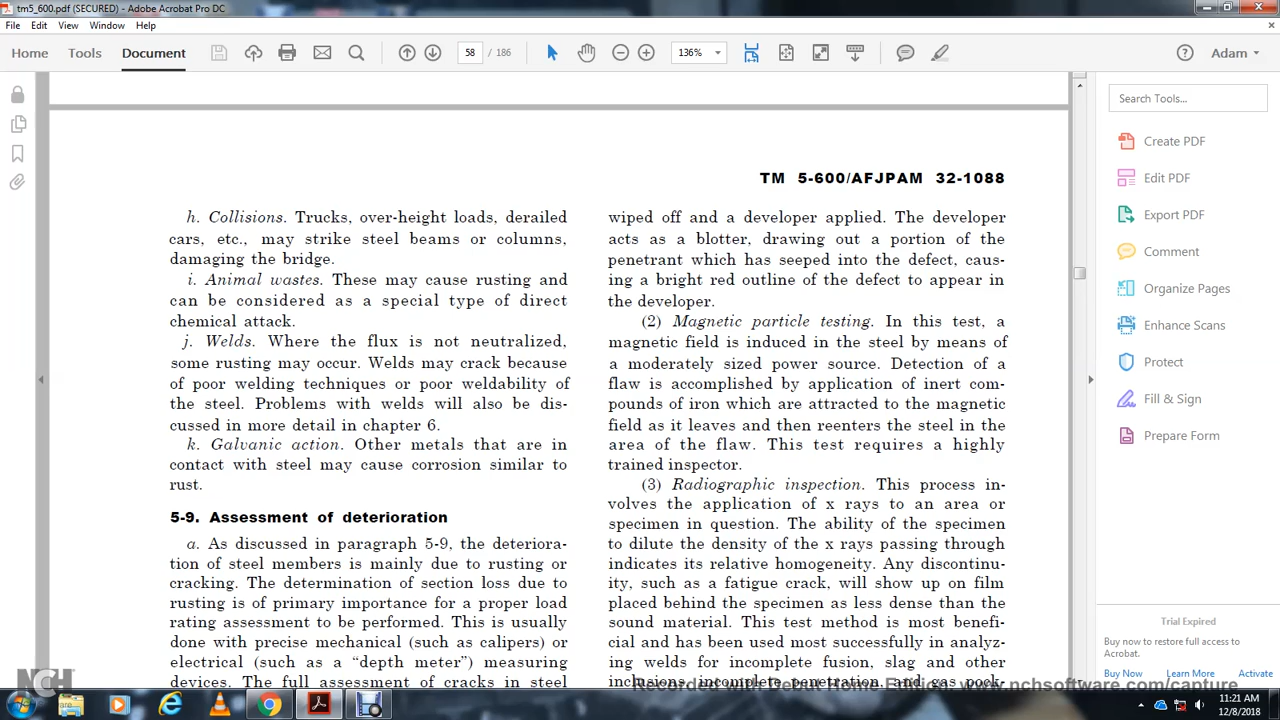 tm5_600.pdf (SECURED) - Adobe Acrobat Pro DC
File Edit View Window Help
Home Tools Document 58 / 186 136% Adam
TM 5-600/AFJPAM 32-1088
h. Collisions. Trucks, over-height loads, derailed
cars, etc., may strike steel beams or columns,
damaging the bridge.
i. Animal wastes. These may cause rusting and
can be considered as a special type of direct
chemical attack.
j. Welds. Where the flux is not neutralized,
some rusting may occur. Welds may crack because
of poor welding techniques or poor weldability of
the steel. Problems with welds will also be dis-
cussed in more detail in chapter 6.
k. Galvanic action. Other metals that are in
contact with steel may cause corrosion similar to
rust.
5-9. Assessment of deterioration
a. As discussed in paragraph 5-9, the deteriora-
tion of steel members is mainly due to rusting or
cracking. The determination of section loss due to
rusting is of primary importance for a proper load
rating assessment to be performed. This is usually
done with precise mechanical (such as calipers) or
electrical (such as a “depth meter”) measuring
devices. The full assessment of cracks in steel
wiped off and a developer applied. The developer
acts as a blotter, drawing out a portion of the
penetrant which has seeped into the defect, caus-
ing a bright red outline of the defect to appear in
the developer.
(2) Magnetic particle testing. In this test, a
magnetic field is induced in the steel by means of
a moderately sized power source. Detection of a
flaw is accomplished by application of inert com-
pounds of iron which are attracted to the magnetic
field as it leaves and then reenters the steel in the
area of the flaw. This test requires a highly
trained inspector.
(3) Radiographic inspection. This process in-
volves the application of x rays to an area or
specimen in question. The ability of the specimen
to dilute the density of the x rays passing through
indicates its relative homogeneity. Any discontinu-
ity, such as a fatigue crack, will show up on film
placed behind the specimen as less dense than the
sound material. This test method is most benefi-
cial and has been used most successfully in analyz-
ing welds for incomplete fusion, slag and other
inclusions, incomplete penetration, and gas pock-
Search Tools...
Create PDF
Edit PDF
Export PDF
Comment
Organize Pages
Enhance Scans
Protect
Fill & Sign
Prepare Form
Trial Expired
Buy now to restore full access to
Acrobat.
Buy Now Learn More Activate
NCH
Recorded with Debut Home Edition: www.nchsoftware.com/capture
11:21 AM
12/8/2018